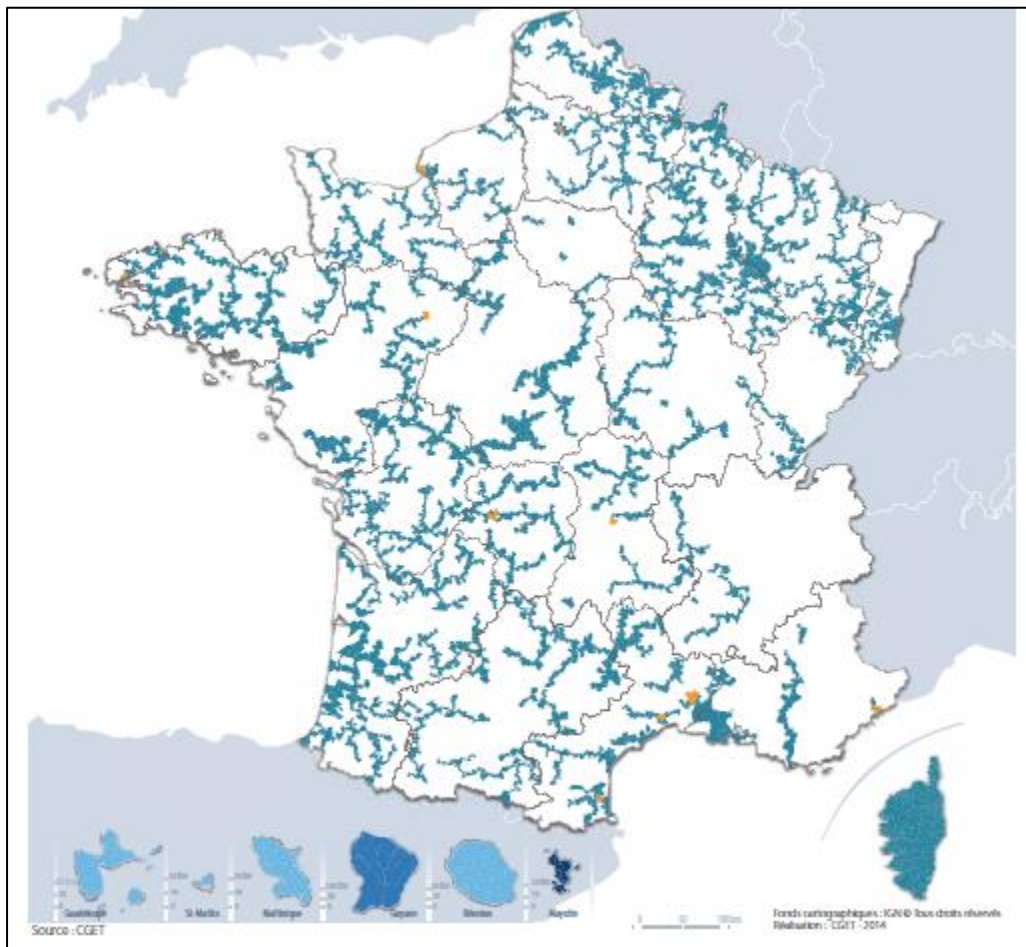 Guadeloupe
St-Martin
Martinique
Guyane
Réunion
Mayotte
Source : CGET
Fonds cartographiques : IGN © Tous droits réservés
Réalisation : CGET - 2014